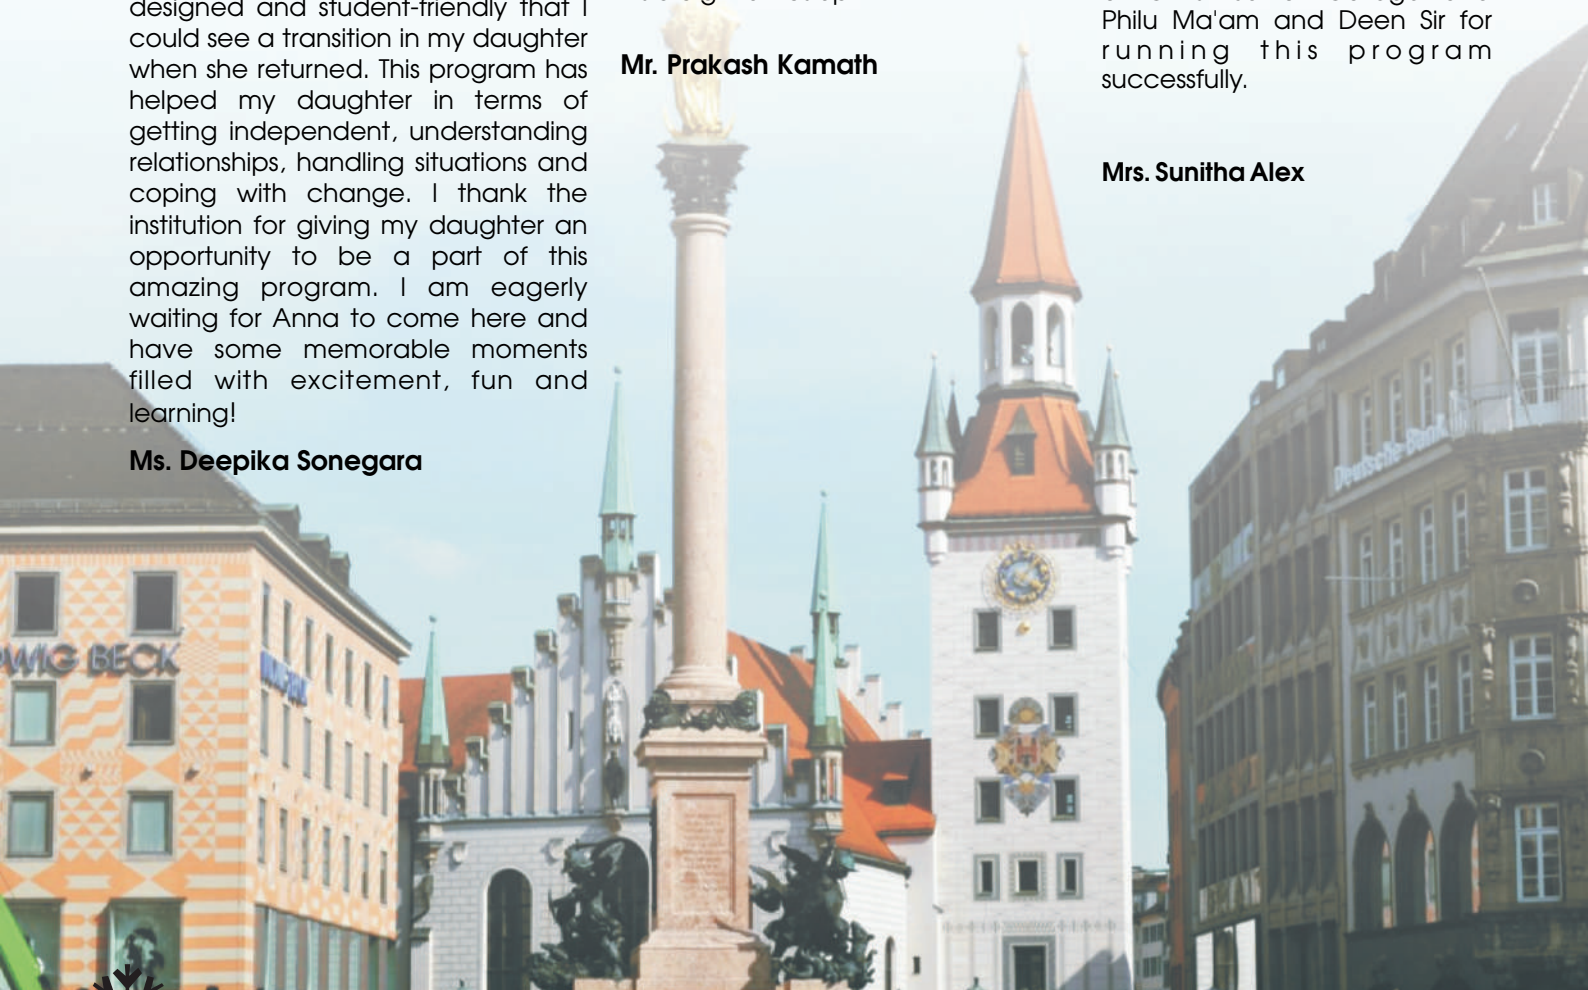 designed and student-friendly that I
could see a transition in my daughter
when she returned. This program has
helped my daughter in terms of
getting independent, understanding
relationships, handling situations and
coping with change. I thank the
institution for giving my daughter an
opportunity to be a part of this
amazing program. I am eagerly
waiting for Anna to come here and
have some memorable moments
filled with excitement, fun and
learning!
Ms. Deepika Sonegara
Mr. Prakash Kamath
Philu Ma'am and Deen Sir for
running this program
successfully.
Mrs. Sunitha Alex
Deutsche Bank
WIG BECK